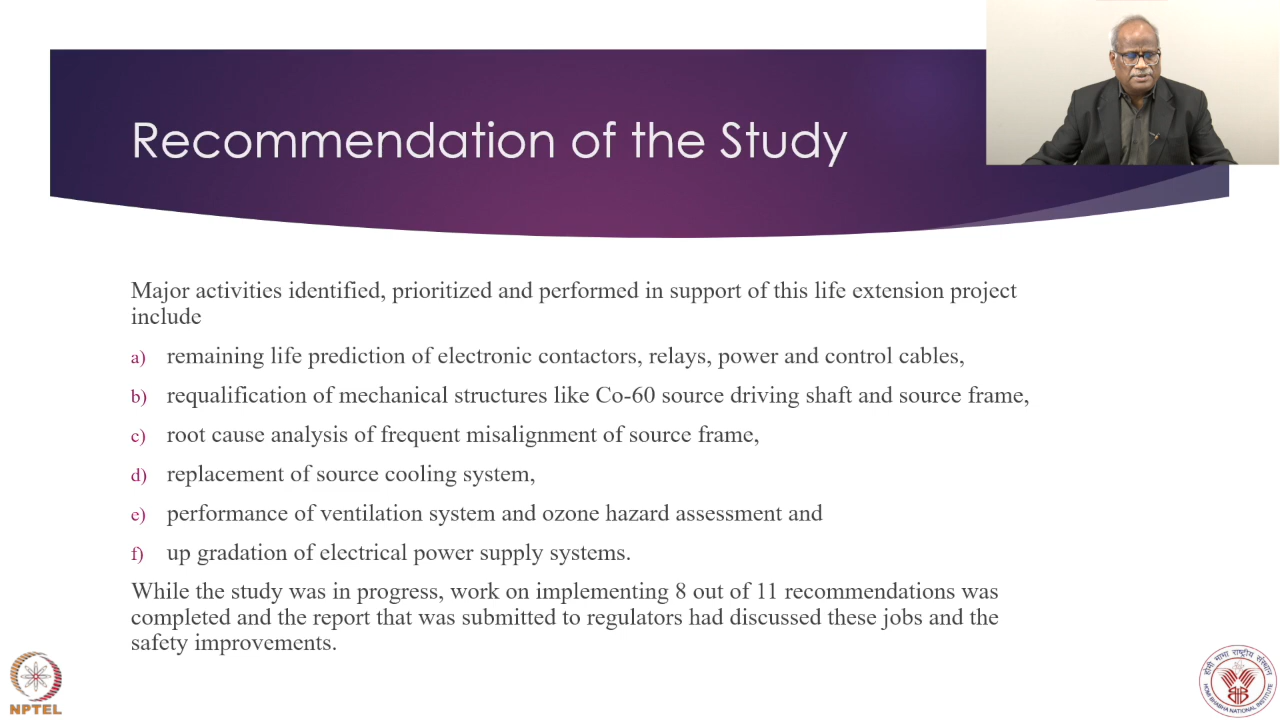 Recommendation of the Study
Major activities identified, prioritized and performed in support of this life extension project
include
a) remaining life prediction of electronic contactors, relays, power and control cables,
b) requalification of mechanical structures like Co-60 source driving shaft and source frame,
c) root cause analysis of frequent misalignment of source frame,
d) replacement of source cooling system,
e) performance of ventilation system and ozone hazard assessment and
f) up gradation of electrical power supply systems.
While the study was in progress, work on implementing 8 out of 11 recommendations was
completed and the report that was submitted to regulators had discussed these jobs and the
safety improvements.
NPTEL
होमी भाभा राष्ट्रीय संस्थान
HOMI BHABHA NATIONAL INSTITUTE